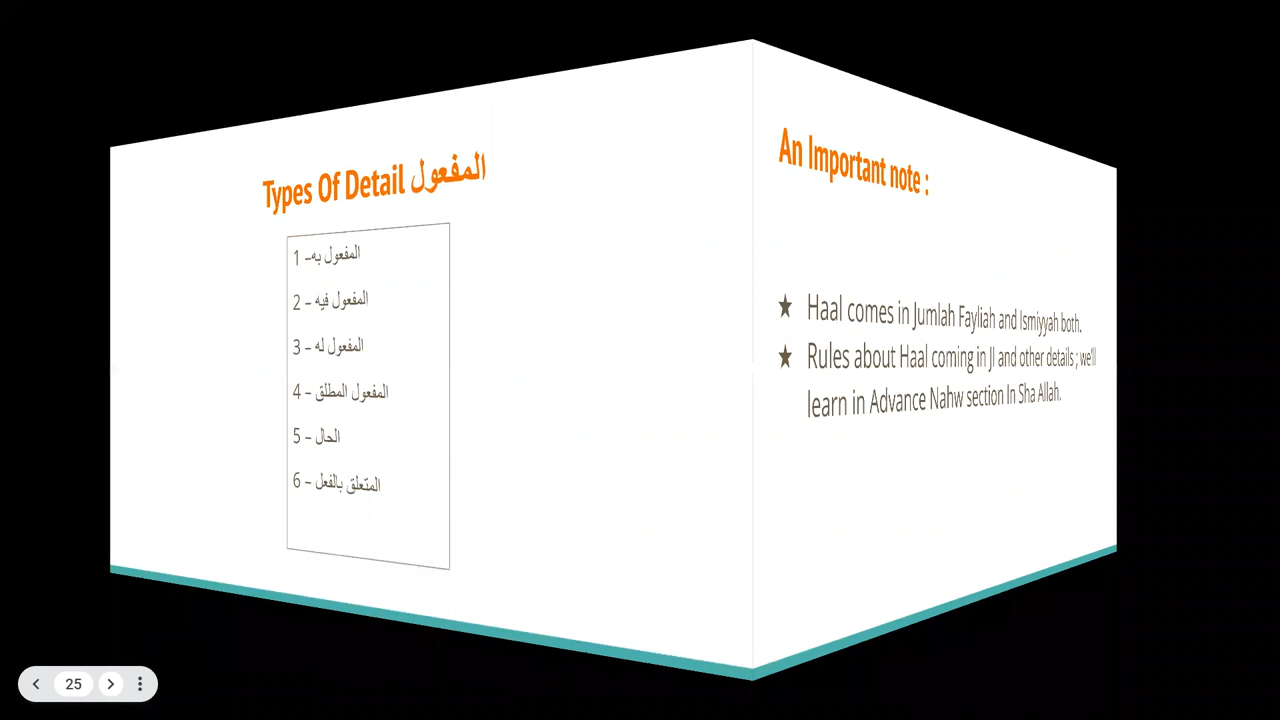 Types Of Detail المفعول
1 –المفعول به
2 – المفعول فيه
3 – المفعول له
4 – المفعول المطلق
5 – الحال
6 – المتعلق بالفعل
An Important note :
★ Haal comes in Jumlah Fayliah and Ismiyyah both.
★ Rules about Haal coming in JI and other details ; we'll
learn in Advance Nahw section In Sha Allah.
25